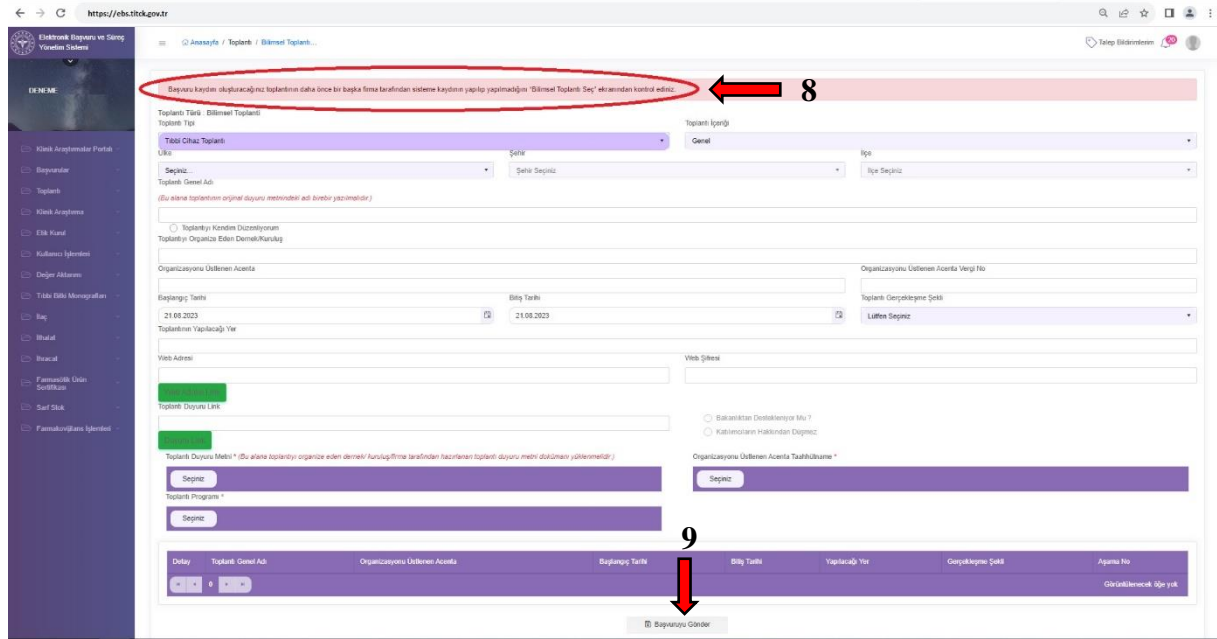 https://ebs.titck.gov.tr
Elektronik Başvuru ve Süreç
Yönetim Sistemi
Anasayfa / Toplantı / Bilimsel Toplantı...
Talep Bildirimlerim
DENEME
Başvuru kaydını oluşturacağınız toplantının daha önce bir başka firma tarafından sisteme kaydının yapılıp yapılmadığını 'Bilimsel Toplantı Seç' ekranından kontrol ediniz.
8
Toplantı Türü : Bilimsel Toplantı
Toplantı Tipi
Toplantı İçeriği
Tıbbi Cihaz Toplantı
Genel
Ülke
Şehir
İlçe
Seçiniz...
Şehir Seçiniz
İlçe Seçiniz
Toplantı Genel Adı
(Bu alana toplantının orijinal duyuru metnindeki adı birebir yazılmalıdır.)
Toplantıyı Kendim Düzenliyorum
Toplantıyı Organize Eden Dernek/Kuruluş
Organizasyonu Üstlenen Acenta
Organizasyonu Üstlenen Acenta Vergi No
Başlangıç Tarihi
Bitiş Tarihi
Toplantı Gerçekleşme Şekli
21.08.2023
21.08.2023
Lütfen Seçiniz
Toplantının Yapılacağı Yer
Web Adresi
Web Şifresi
Toplantı Duyuru Link
Bakanlıktan Destekleniyor Mu ?
Katılımcıların Hakkından Düşmez
Toplantı Duyuru Metni * (Bu alana toplantıyı organize eden dernek/ kuruluş/firma tarafından hazırlanan toplantı duyuru metni dokümanı yüklenmelidir.)
Organizasyonu Üstlenen Acenta Taahhütname *
Seçiniz
Seçiniz
Toplantı Programı *
Seçiniz
9
Detay
Toplantı Genel Adı
Organizasyonu Üstlenen Acenta
Başlangıç Tarihi
Bitiş Tarihi
Yapılacağı Yer
Gerçekleşme Şekli
Aşama No
0
Görüntülenecek öğe yok
Başvuruyu Gönder
Klinik Araştırmalar Portalı
Başvurular
Toplantı
Klinik Araştırma
Etik Kurul
Kullanıcı İşlemleri
Değer Aktarımı
Tıbbi Bitki Monografları
İlaç
İthalat
İhracat
Farmasötik Ürün
Sertifikası
Sarf Stok
Farmakovijilans İşlemleri